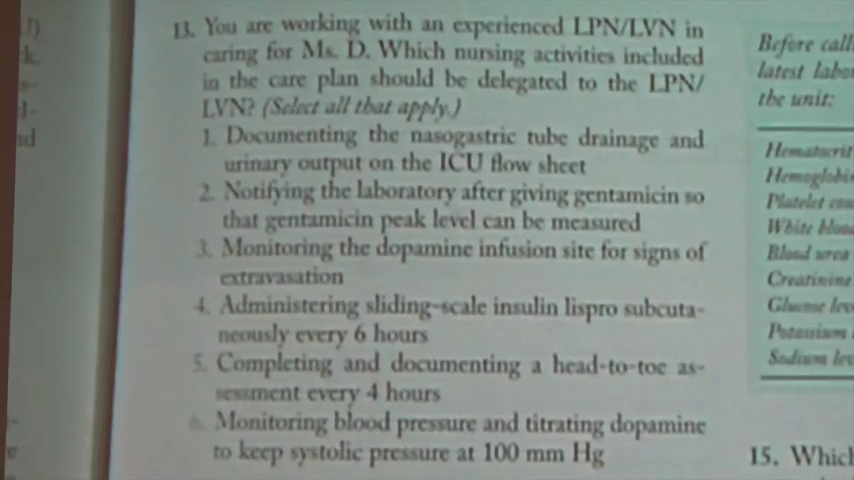 13. You are working with an experienced LPN/LVN in
caring for Ms. D. Which nursing activities included
in the care plan should be delegated to the LPN/
LVN? (Select all that apply.)
1. Documenting the nasogastric tube drainage and
urinary output on the ICU flow sheet
2. Notifying the laboratory after giving gentamicin so
that gentamicin peak level can be measured
3. Monitoring the dopamine infusion site for signs of
extravasation
4. Administering sliding-scale insulin lispro subcuta-
neously every 6 hours
5. Completing and documenting a head-to-toe as-
sessment every 4 hours
6. Monitoring blood pressure and titrating dopamine
to keep systolic pressure at 100 mm Hg
Before call
latest labo
the unit:
Hematocrit
Hemoglobin
Platelet cou
White blood
Blood urea
Creatinine
Glucose lev
Potassium
Sodium lev
15. Which